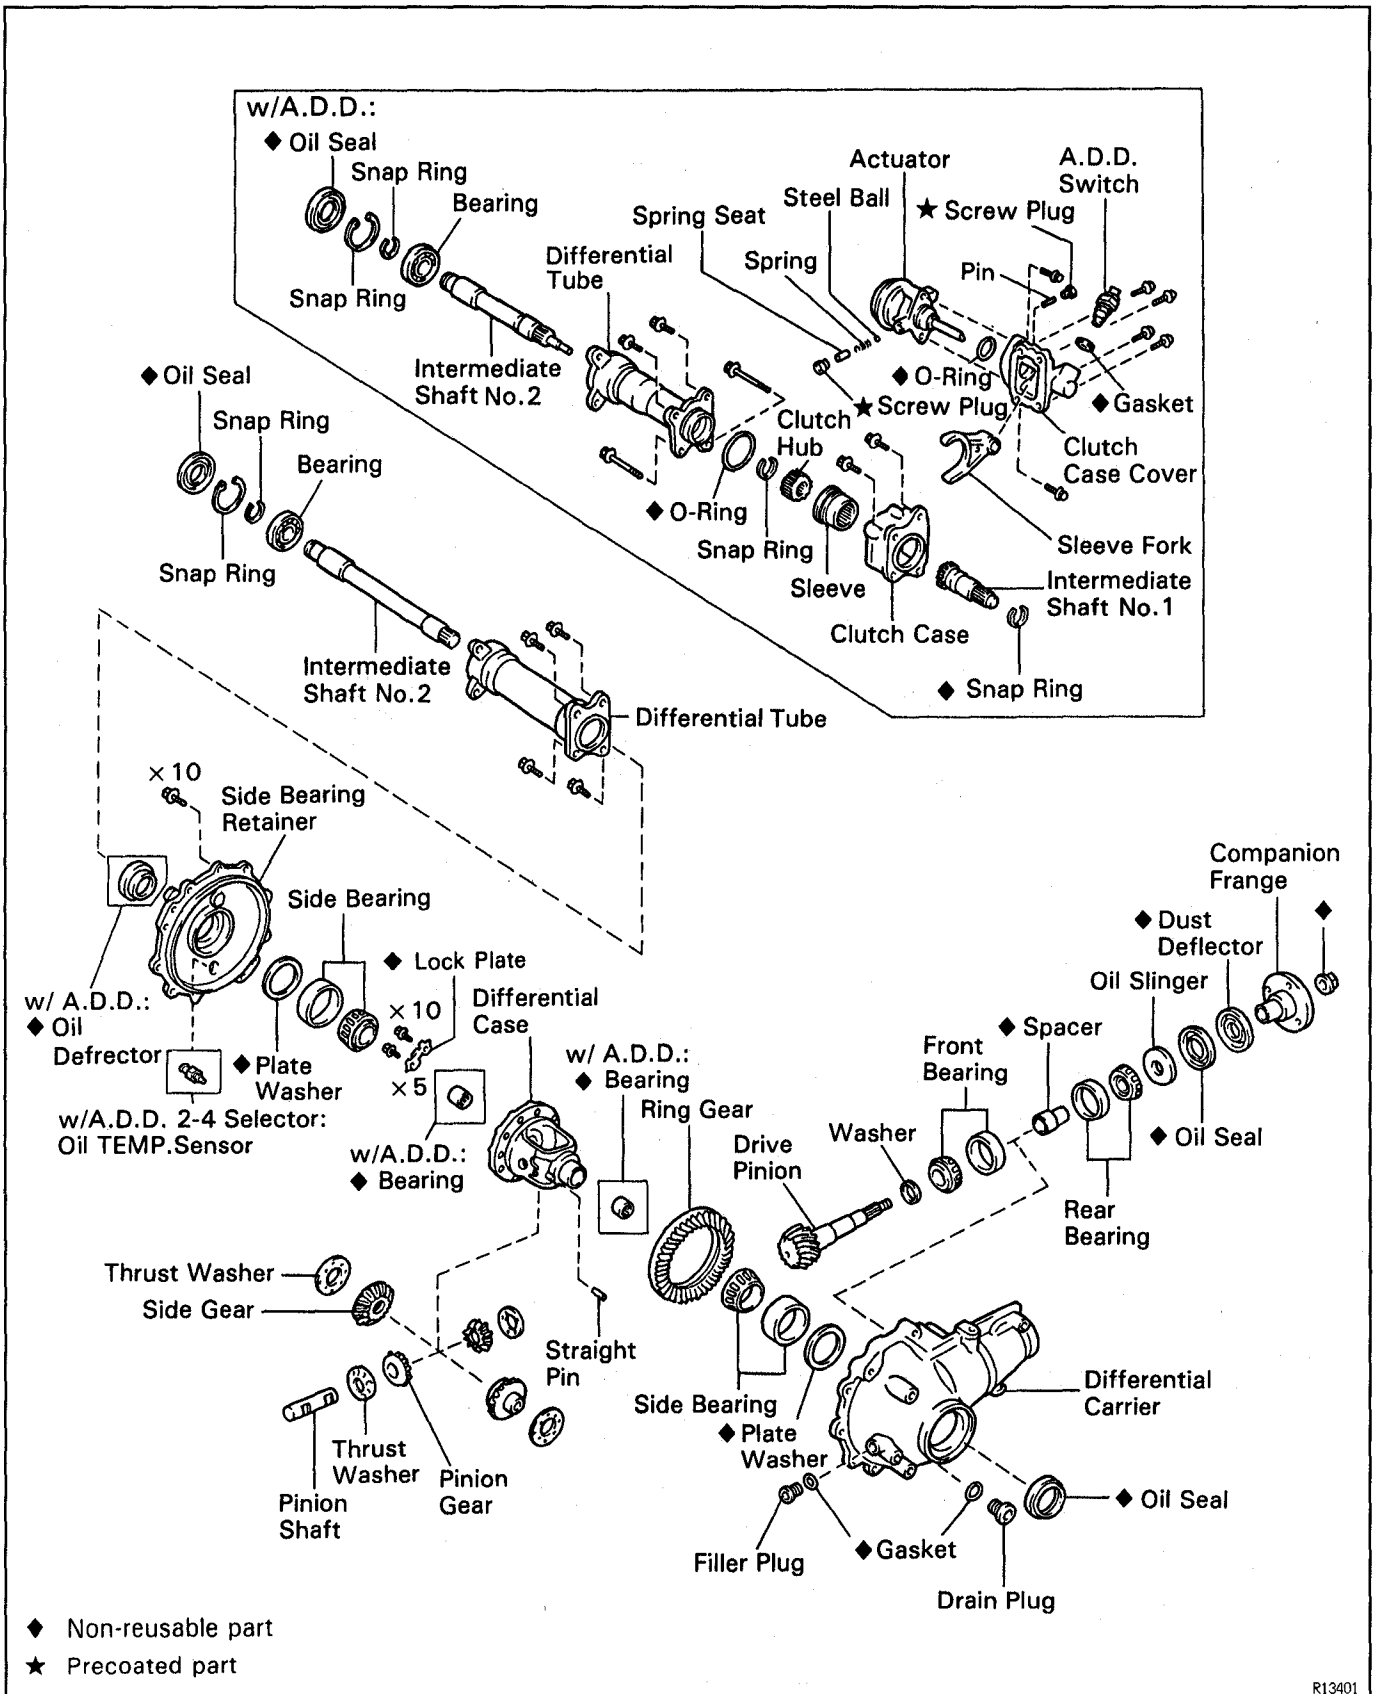 w/A.D.D.:
◆ Oil Seal
Snap Ring
Bearing
Snap Ring
Intermediate
Shaft No.2
Differential
Tube
Spring Seat
Spring
Steel Ball
Actuator
★ Screw Plug
A.D.D.
Switch
Pin
◆ O-Ring
★ Screw Plug
◆ Gasket
Clutch
Hub
Clutch
Case Cover
◆ O-Ring
Snap Ring
Sleeve
Sleeve Fork
Intermediate
Shaft No.1
Clutch Case
◆ Snap Ring
◆ Oil Seal
Snap Ring
Bearing
Snap Ring
Intermediate
Shaft No.2
Differential Tube
×10
Side Bearing
Retainer
Side Bearing
◆ Lock Plate
×10
Differential
Case
w/ A.D.D.:
◆ Oil
Defrector
◆ Plate
Washer
×5
w/A.D.D. 2-4 Selector:
Oil TEMP.Sensor
w/A.D.D.:
◆ Bearing
w/ A.D.D.:
◆ Bearing
Ring Gear
Drive
Pinion
Washer
Front
Bearing
◆ Spacer
Oil Slinger
◆ Dust
Deflector
Companion
Frange
◆
◆ Oil Seal
Rear
Bearing
Thrust Washer
Side Gear
Straight
Pin
Thrust
Washer
Pinion
Gear
Pinion
Shaft
Side Bearing
◆ Plate
Washer
Differential
Carrier
◆ Oil Seal
Filler Plug
◆ Gasket
Drain Plug
◆ Non-reusable part
★ Precoated part
R13401